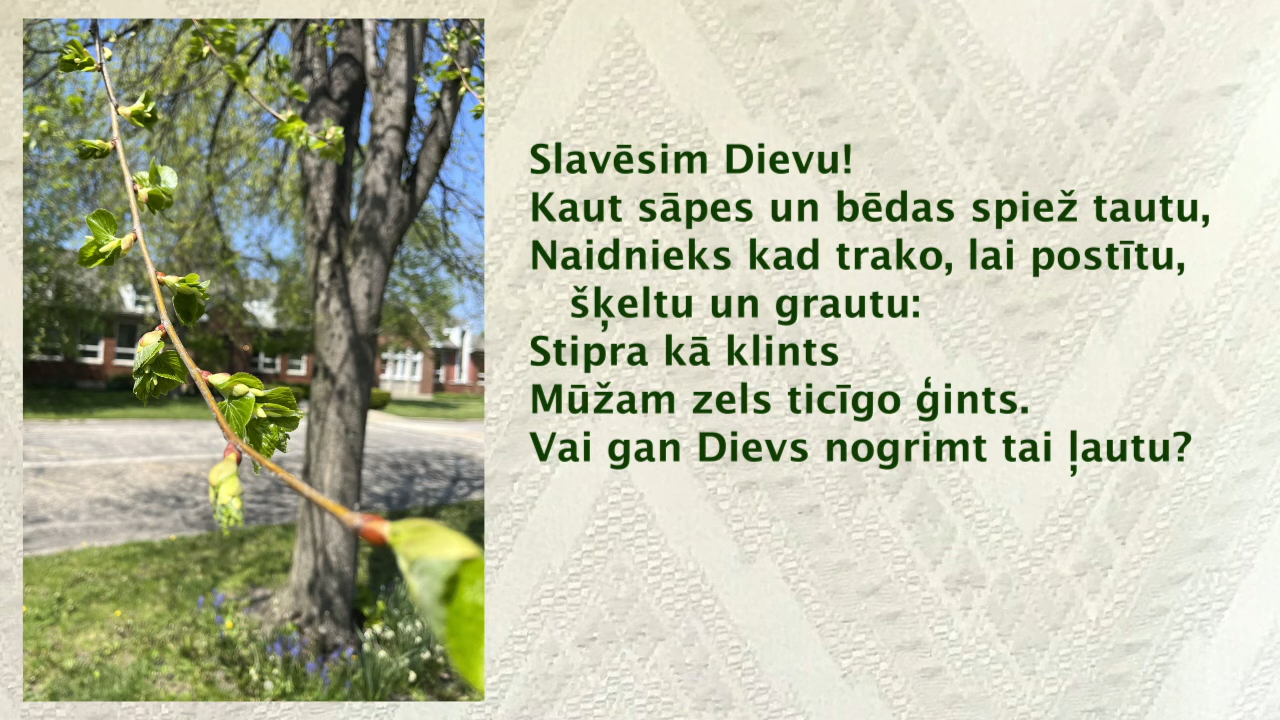 Slavēsim Dievu!
Kaut sāpes un bēdas spiež tautu,
Naidnieks kad trako, lai postītu,
šķeltu un grautu:
Stipra kā klints
Mūžam zels ticīgo ģints.
Vai gan Dievs nogrimt tai ļautu?